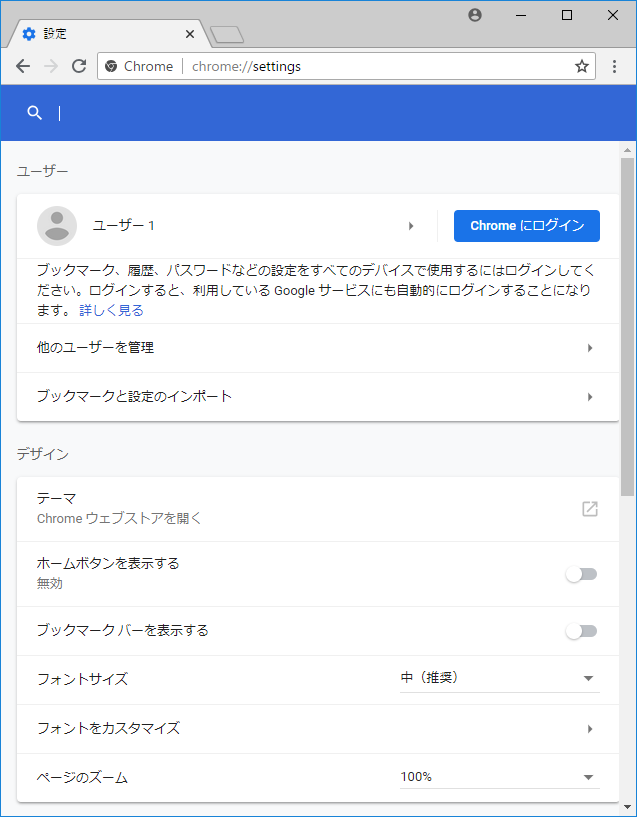 設定
Chrome | chrome://settings
ユーザー
ユーザー 1
Chrome にログイン
ブックマーク、履歴、パスワードなどの設定をすべてのデバイスで使用するにはログインしてく
ださい。ログインすると、利用している Google サービスにも自動的にログインすることになり
ます。 詳しく見る
他のユーザーを管理
ブックマークと設定のインポート
デザイン
テーマ
Chrome ウェブストアを開く
ホームボタンを表示する
無効
ブックマーク バーを表示する
フォントサイズ
中（推奨）
フォントをカスタマイズ
ページのズーム
100%